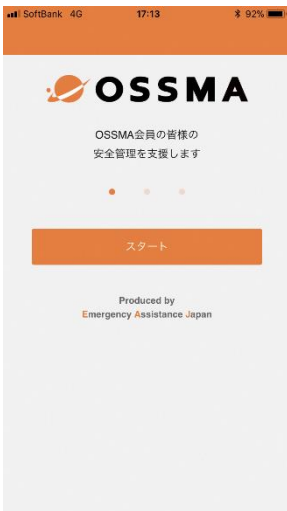 SoftBank 4G 17:13 92%
OSSMA
OSSMA会員の皆様の
安全管理を支援します
スタート
Produced by
Emergency Assistance Japan